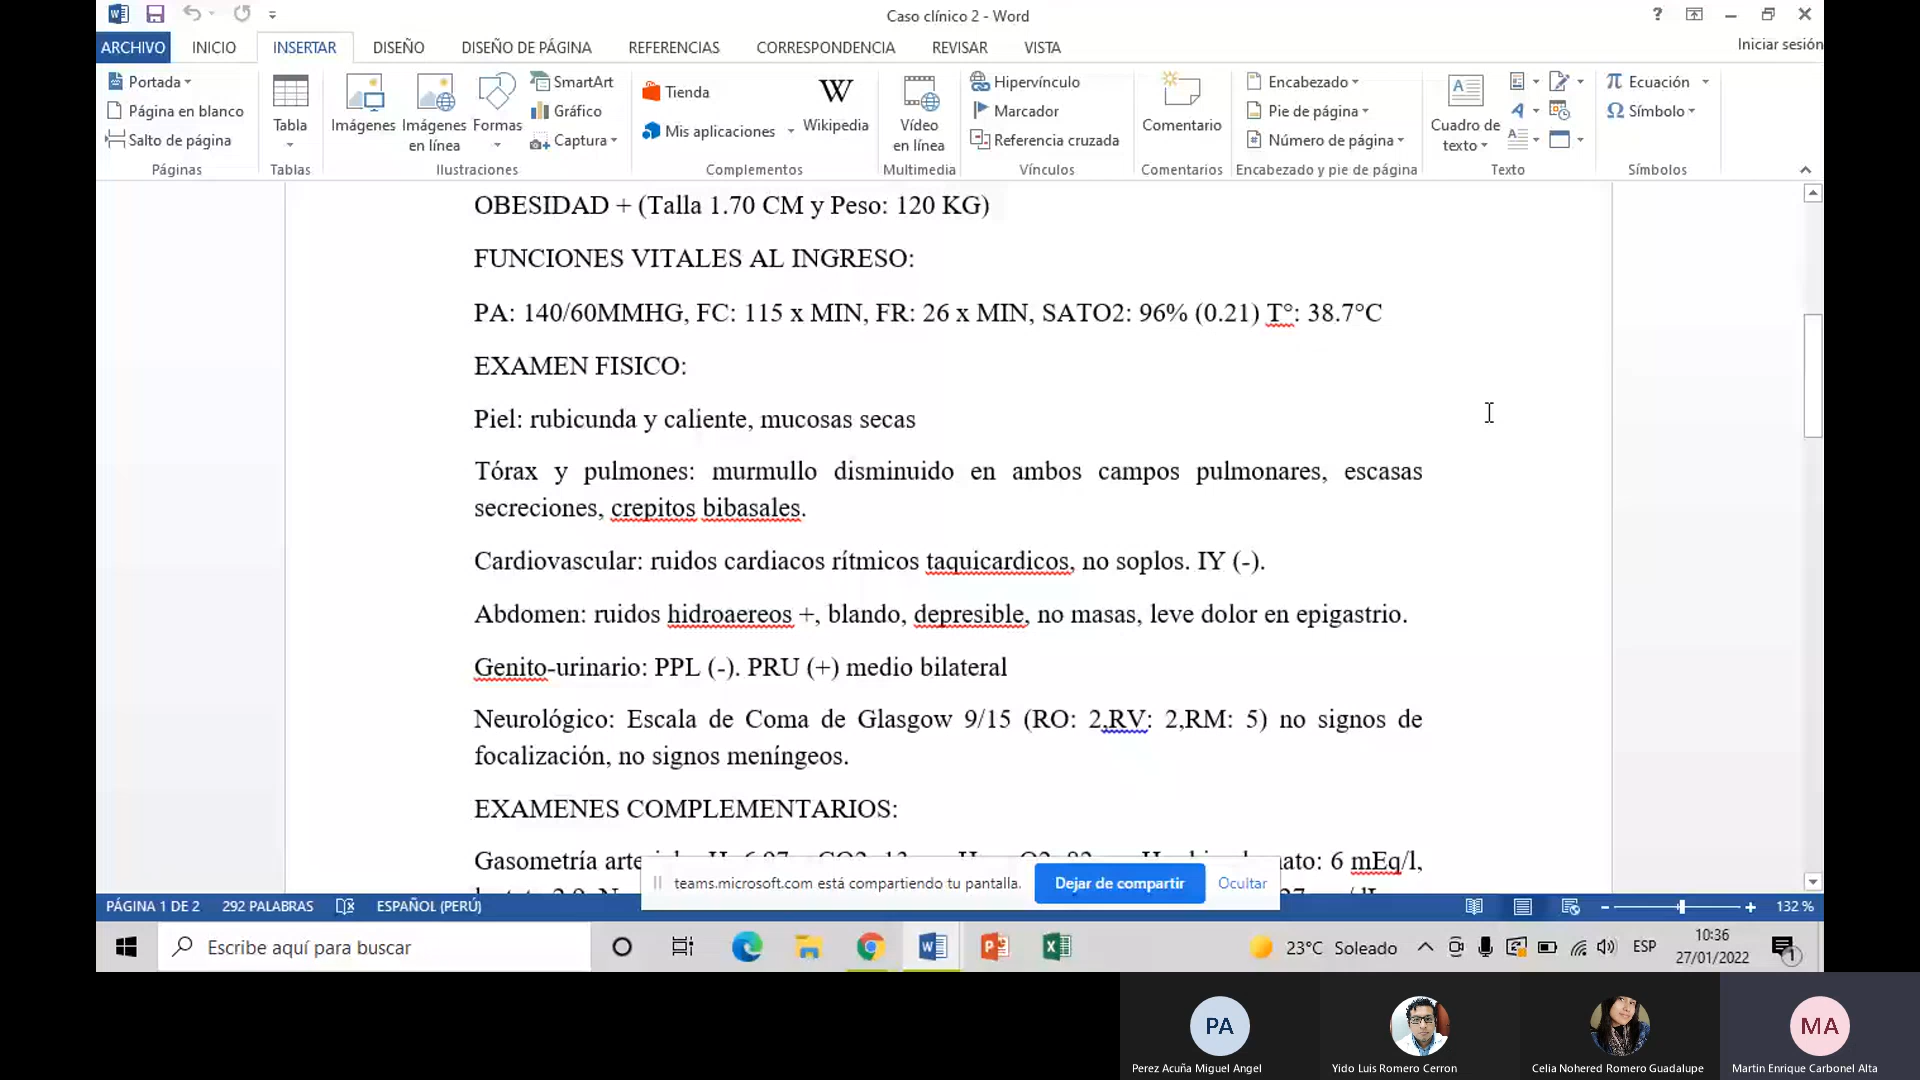 Caso clínico 2 - Word
ARCHIVO INICIO INSERTAR DISEÑO DISEÑO DE PÁGINA REFERENCIAS CORRESPONDENCIA REVISAR VISTA Iniciar sesión
Portada
Página en blanco
Salto de página
Páginas
Tabla
Tablas
Imágenes
Imágenes en línea
Formas
SmartArt
Gráfico
Captura
Ilustraciones
Tienda
Mis aplicaciones
W
Wikipedia
Complementos
Vídeo en línea
Multimedia
Hipervínculo
Marcador
Referencia cruzada
Vínculos
Comentario
Comentarios
Encabezado
Pie de página
Número de página
Encabezado y pie de página
Cuadro de texto
Texto
π Ecuación
Ω Símbolo
Símbolos
OBESIDAD + (Talla 1.70 CM y Peso: 120 KG)
FUNCIONES VITALES AL INGRESO:
PA: 140/60MMHG, FC: 115 x MIN, FR: 26 x MIN, SATO2: 96% (0.21) T°: 38.7°C
EXAMEN FISICO:
Piel: rubicunda y caliente, mucosas secas
Tórax y pulmones: murmullo disminuido en ambos campos pulmonares, escasas
secreciones, crepitos bibasales.
Cardiovascular: ruidos cardiacos rítmicos taquicardicos, no soplos. IY (-).
Abdomen: ruidos hidroaereos +, blando, depresible, no masas, leve dolor en epigastrio.
Genito-urinario: PPL (-). PRU (+) medio bilateral
Neurológico: Escala de Coma de Glasgow 9/15 (RO: 2,RV: 2,RM: 5) no signos de
focalización, no signos meníngeos.
EXAMENES COMPLEMENTARIOS:
Gasometría 6 mEq/l,
teams.microsoft.com está compartiendo tu pantalla. Dejar de compartir Ocultar
PÁGINA 1 DE 2 292 PALABRAS ESPAÑOL (PERÚ) 132 %
Escribe aquí para buscar 23°C Soleado ESP 10:36
27/01/2022
1
PA MA
Perez Acuña Miguel Angel Yido Luis Romero Cerron Celia Nohered Romero Guadalupe Martin Enrique Carbonel Alta